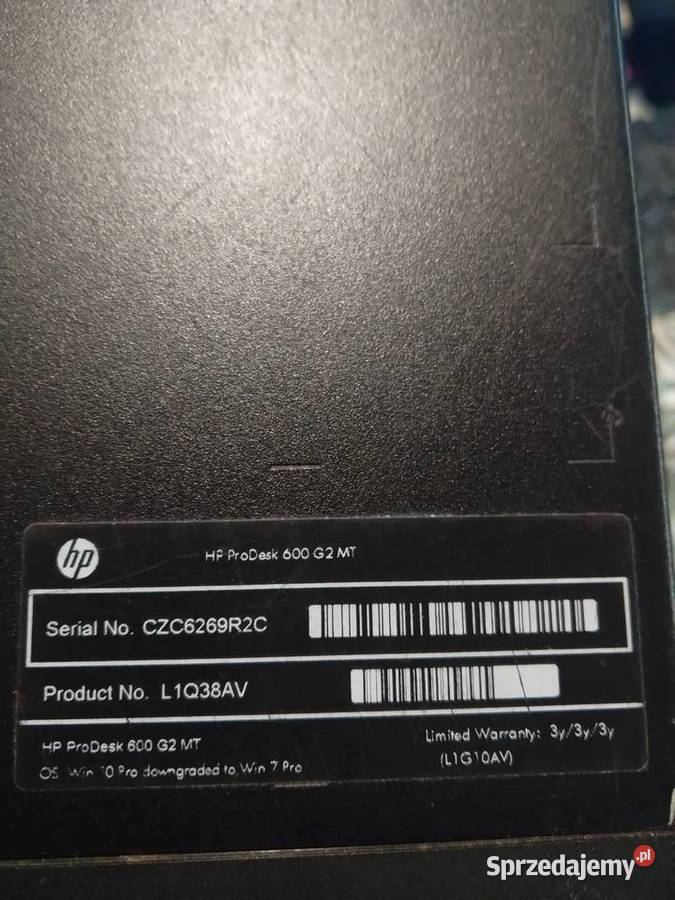 hp
HP ProDesk 600 G2 MT
Serial No. CZC6269R2C
Product No. L1Q38AV
HP ProDesk 600 G2 MT
Limited Warranty: 3y/3y/3y
(L1G10AV)
OS Win 10 Pro downgraded to Win 7 Pro
Sprzedajemy.pl